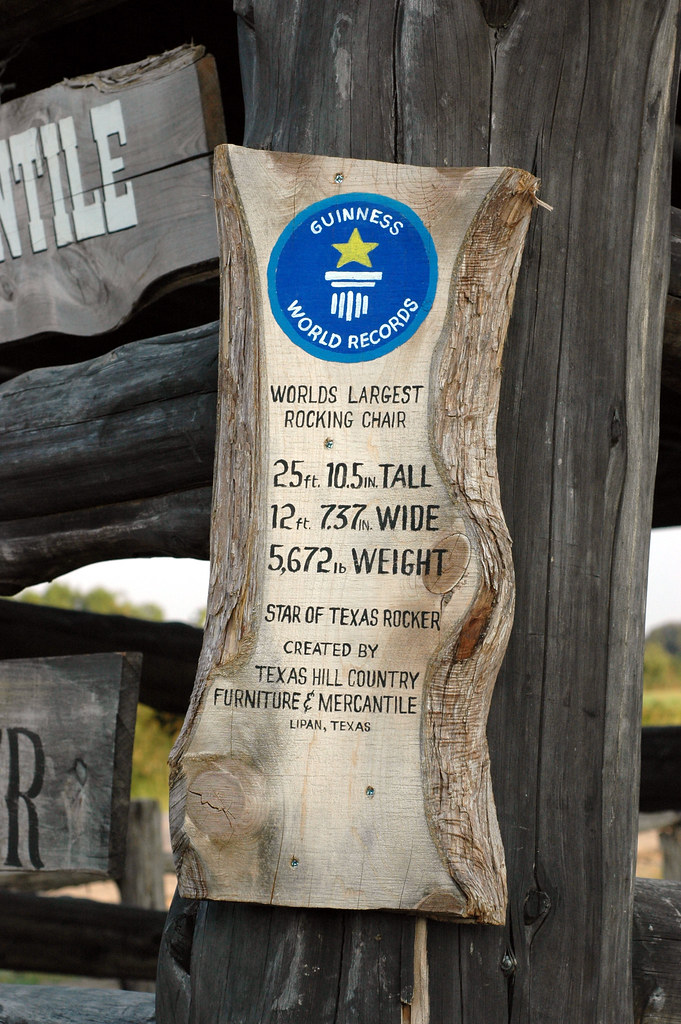 NTILE
GUINNESS
WORLD RECORDS
WORLDS LARGEST
ROCKING CHAIR
25ft. 10.5IN. TALL
12ft. 7.37IN. WIDE
5,672lb WEIGHT
STAR OF TEXAS ROCKER
CREATED BY
TEXAS HILL COUNTRY
FURNITURE & MERCANTILE
LIPAN, TEXAS
R